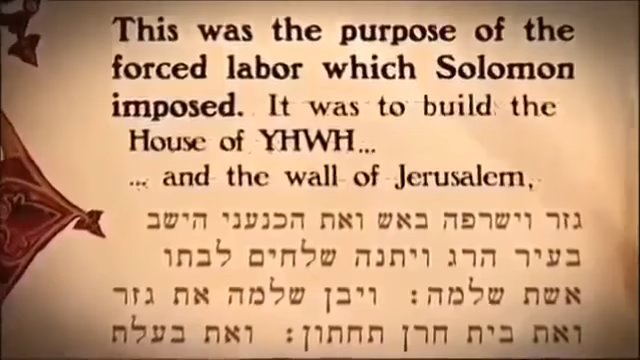 This was the purpose of the
forced labor which Solomon
imposed. It was to build the
House of YHWH...
... and the wall of Jerusalem,
גזר וישרפה באש ואת הכנעני הישב
בעיר הרג ויתנה שלחים לבתו
אשת שלמה: ויבן שלמה את גזר
ואת בית חרן תחתון: ואת בעלת